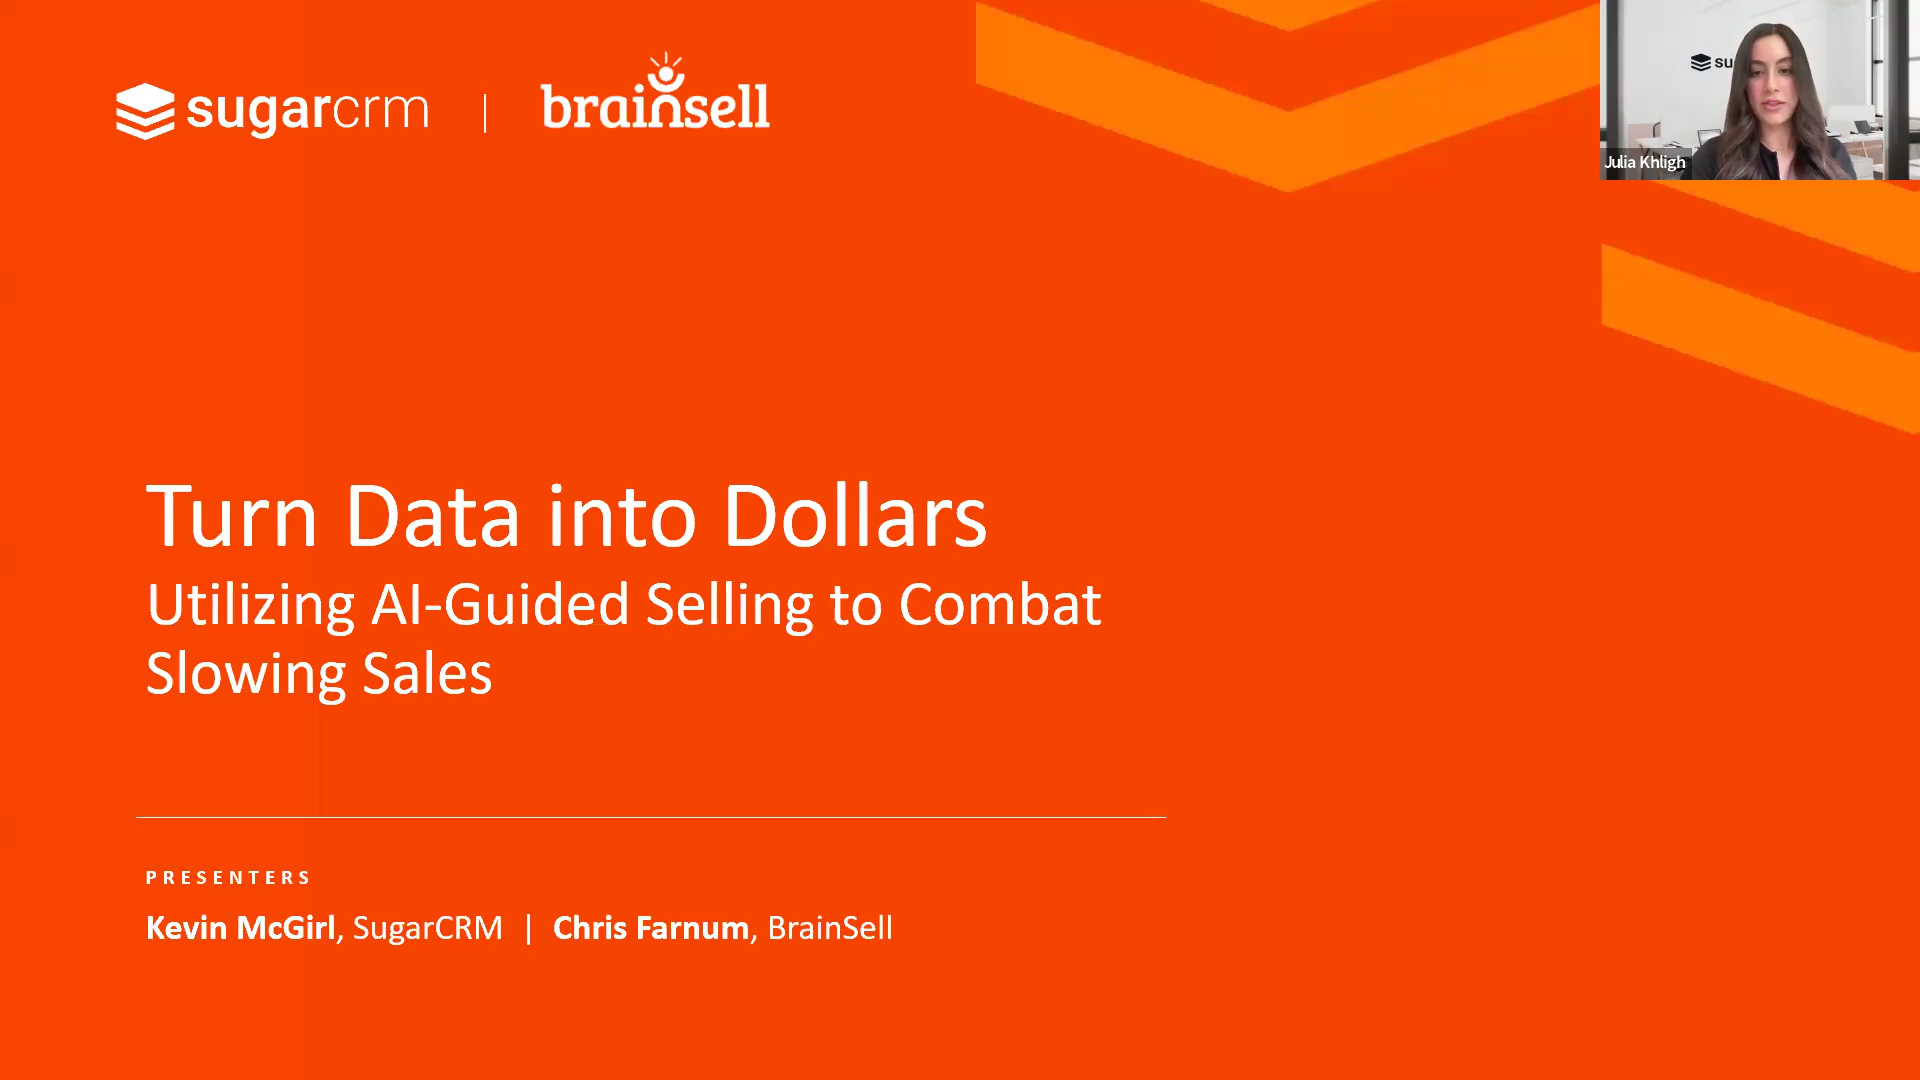 sugarcrm | brainsell
su
Julia Khligh
Turn Data into Dollars
Utilizing AI-Guided Selling to Combat
Slowing Sales
PRESENTERS
Kevin McGirl, SugarCRM | Chris Farnum, BrainSell